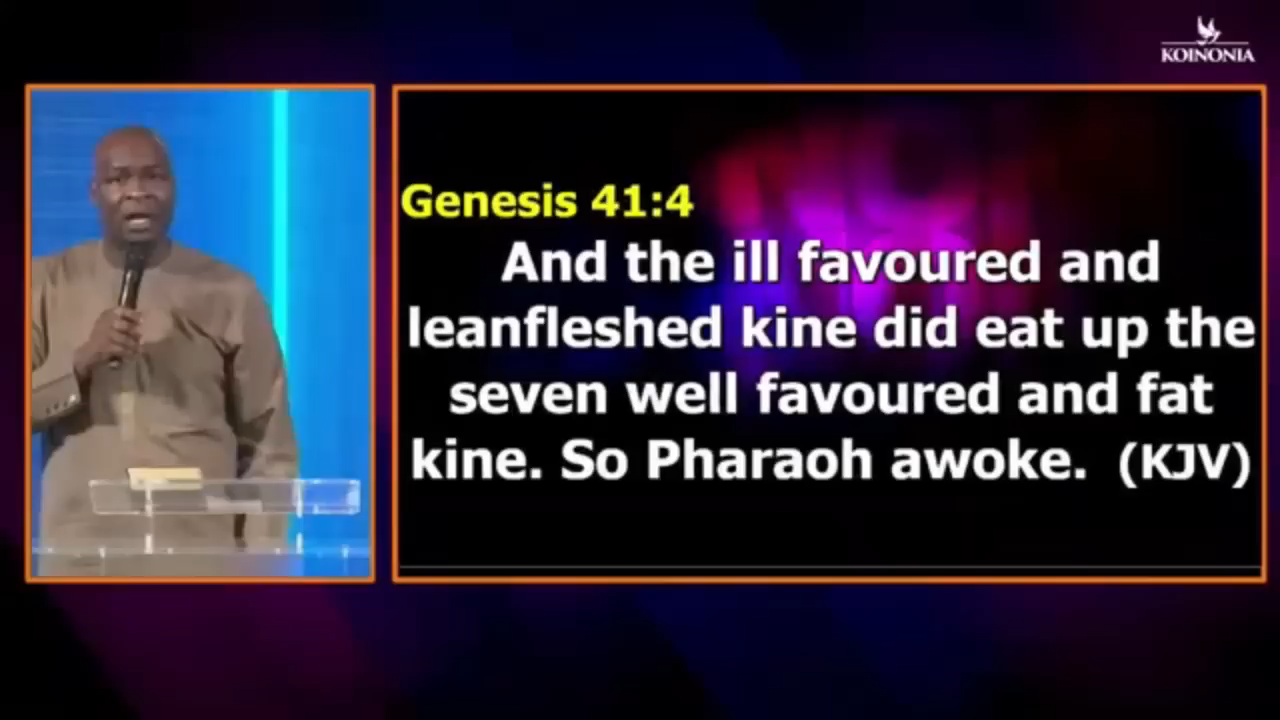 KOINONIA
Genesis 41:4
And the ill favoured and
leanfleshed kine did eat up the
seven well favoured and fat
kine. So Pharaoh awoke. (KJV)